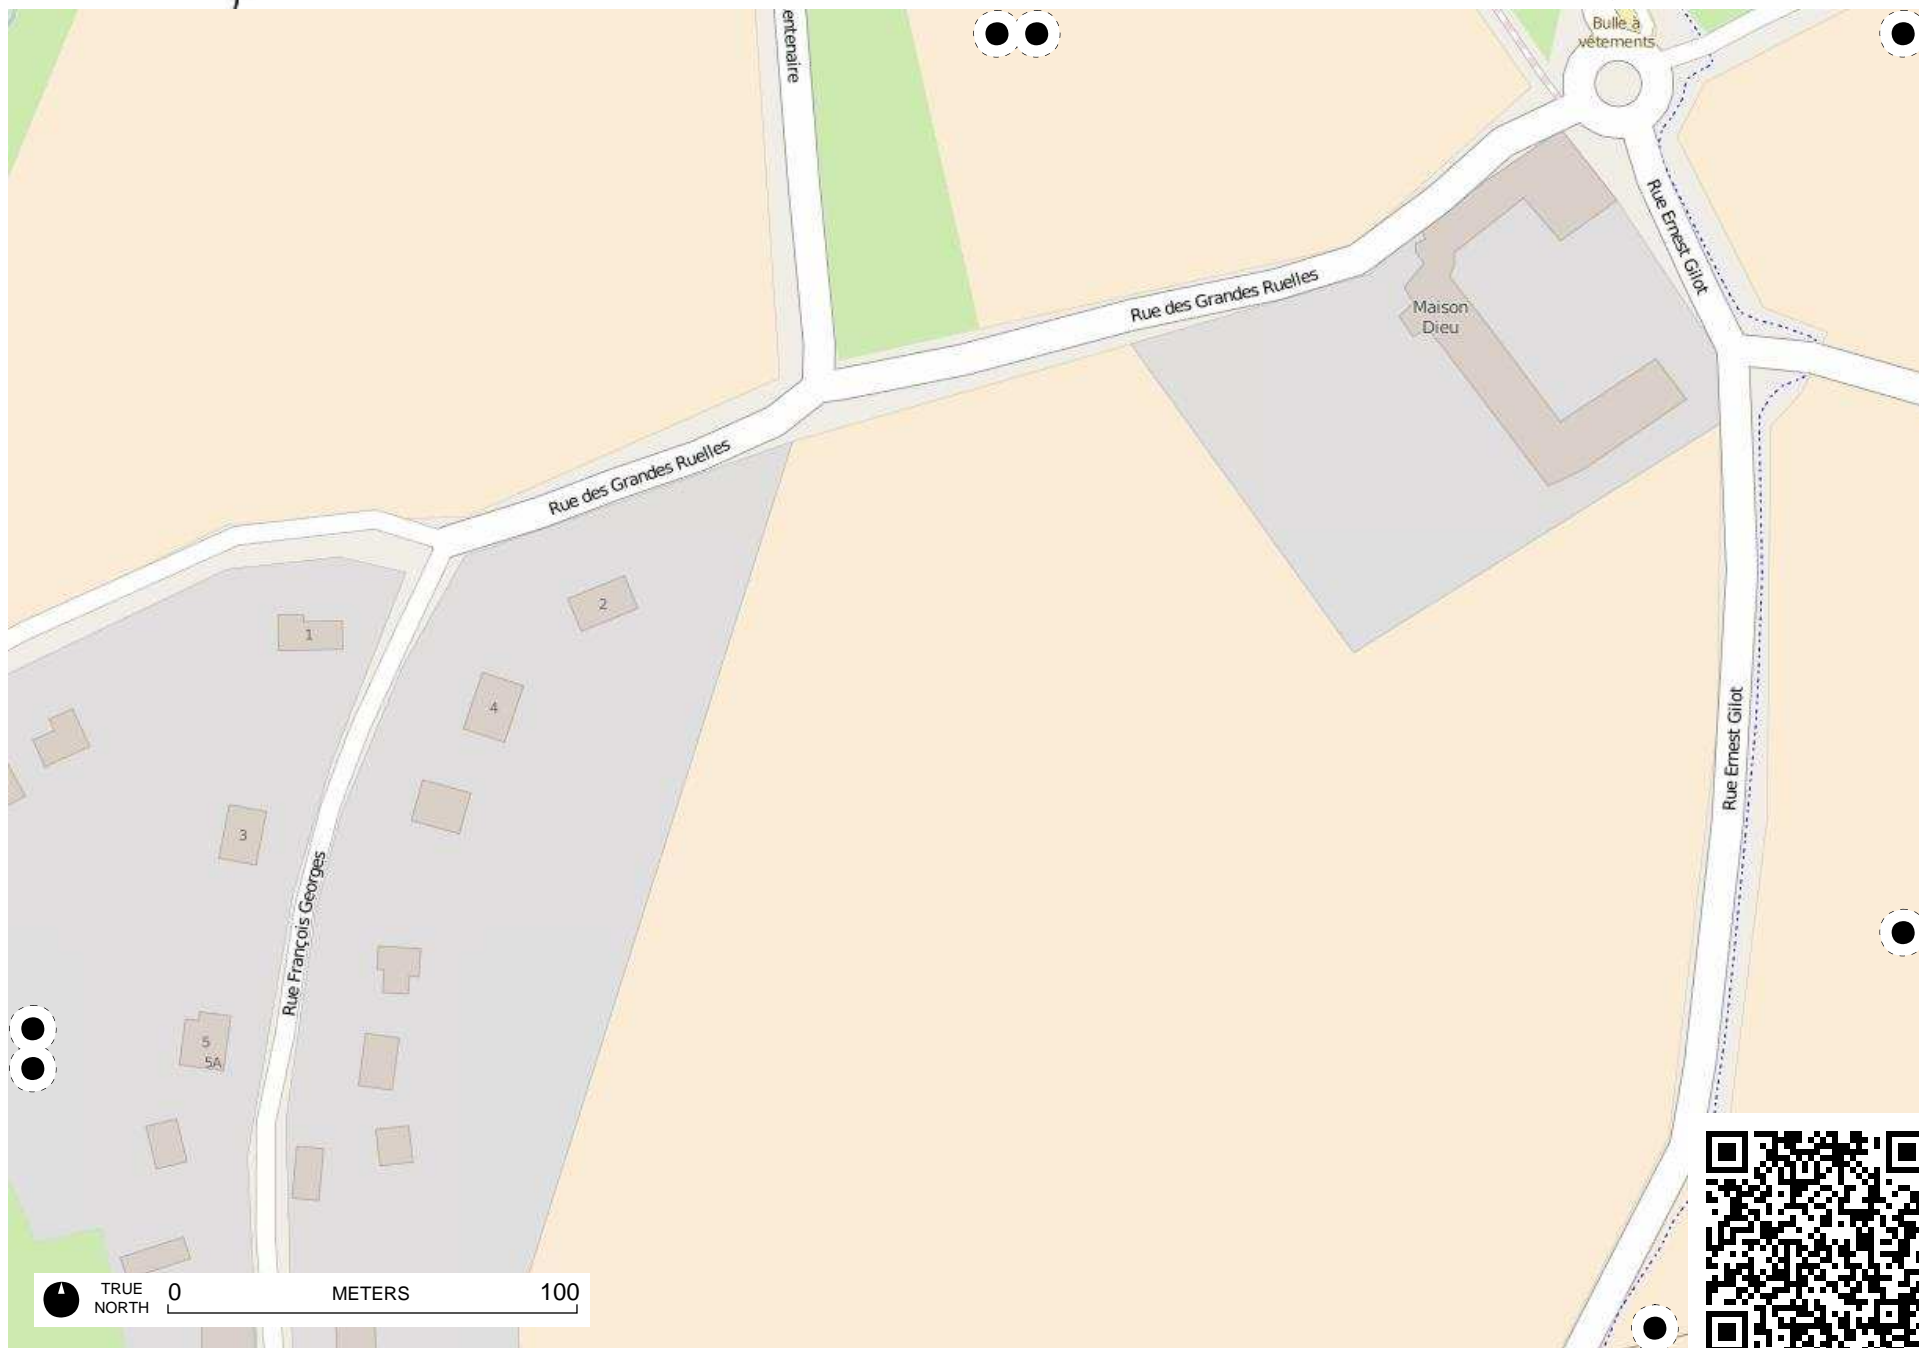 entenaire
Bulle à
vêtements
Rue Ernest Gilot
Rue des Grandes Ruelles
Maison
Dieu
Rue des Grandes Ruelles
2
1
4
Rue Ernest Gilot
3
Rue François Georges
5
5A
TRUE
NORTH
0 METERS 100